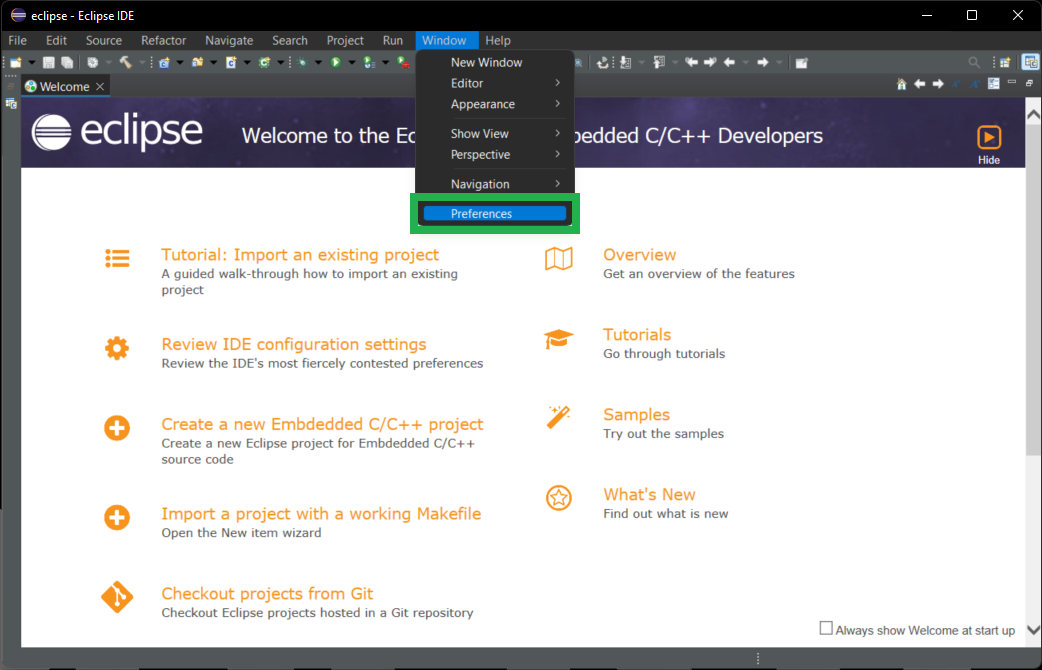 eclipse - Eclipse IDE
File Edit Source Refactor Navigate Search Project Run Window Help
New Window
Editor
Appearance
Show View
Perspective
Navigation
Preferences
Welcome
eclipse
Welcome to the Ec
bedded C/C++ Developers
Hide
Tutorial: Import an existing project
A guided walk-through how to import an existing
project
Review IDE configuration settings
Review the IDE's most fiercely contested preferences
Create a new Embdedded C/C++ project
Create a new Eclipse project for Embdedded C/C++
source code
Import a project with a working Makefile
Open the New item wizard
Checkout projects from Git
Checkout Eclipse projects hosted in a Git repository
Overview
Get an overview of the features
Tutorials
Go through tutorials
Samples
Try out the samples
What's New
Find out what is new
Always show Welcome at start up